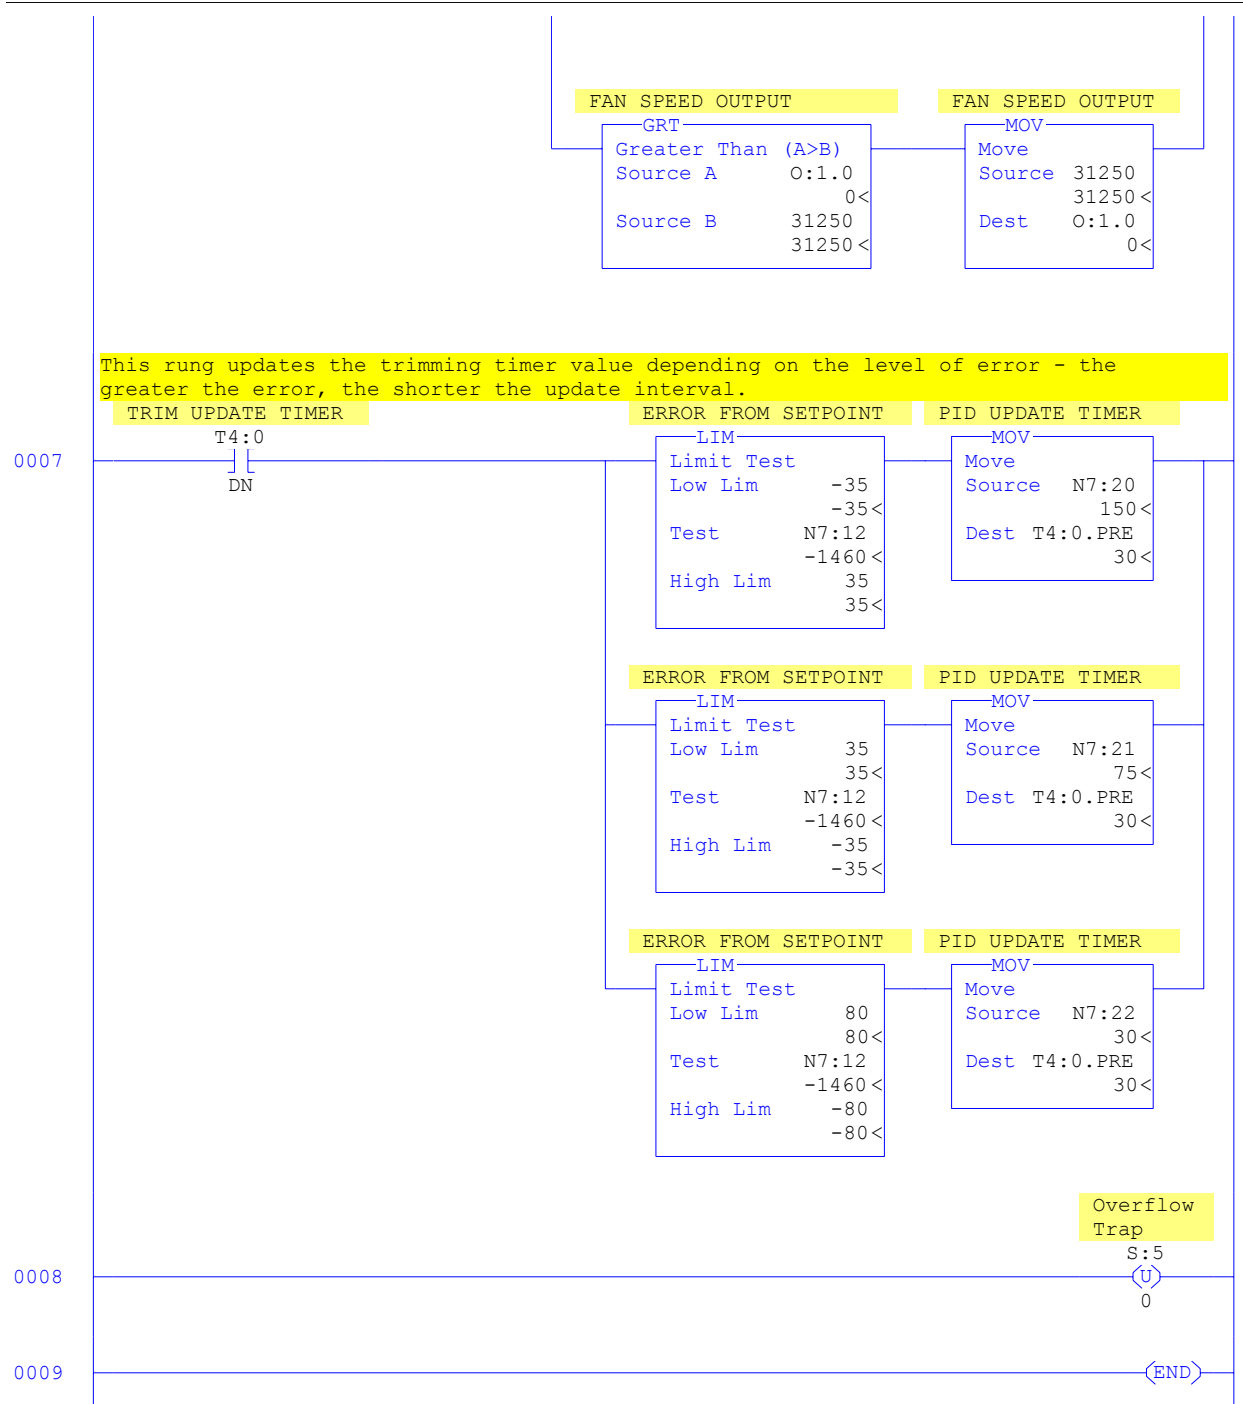 FAN SPEED OUTPUT
GRT
Greater Than (A>B)
Source A O:1.0
0<
Source B 31250
31250<
FAN SPEED OUTPUT
MOV
Move
Source 31250
31250<
Dest O:1.0
0<
This rung updates the trimming timer value depending on the level of error - the
greater the error, the shorter the update interval.
0007
TRIM UPDATE TIMER
T4:0
DN
ERROR FROM SETPOINT
LIM
Limit Test
Low Lim -35
-35<
Test N7:12
-1460<
High Lim 35
35<
PID UPDATE TIMER
MOV
Move
Source N7:20
150<
Dest T4:0.PRE
30<
ERROR FROM SETPOINT
LIM
Limit Test
Low Lim 35
35<
Test N7:12
-1460<
High Lim -35
-35<
PID UPDATE TIMER
MOV
Move
Source N7:21
75<
Dest T4:0.PRE
30<
ERROR FROM SETPOINT
LIM
Limit Test
Low Lim 80
80<
Test N7:12
-1460<
High Lim -80
-80<
PID UPDATE TIMER
MOV
Move
Source N7:22
30<
Dest T4:0.PRE
30<
0008
Overflow
Trap
S:5
(U)
0
0009
(END)